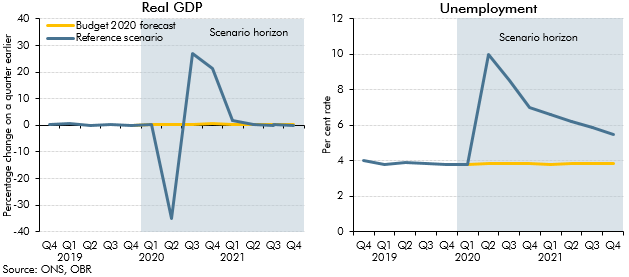 Real GDP
Percentage change on a quarter earlier
40
30
20
10
0
-10
-20
-30
-40
Budget 2020 forecast
Reference scenario
Scenario horizon
Q4 Q1 Q2 Q3 Q4 Q1 Q2 Q3 Q4 Q1 Q2 Q3 Q4
2019 2020 2021
Unemployment
Per cent rate
12
10
8
6
4
2
0
Scenario horizon
Q4 Q1 Q2 Q3 Q4 Q1 Q2 Q3 Q4 Q1 Q2 Q3 Q4
2019 2020 2021
Source: ONS, OBR